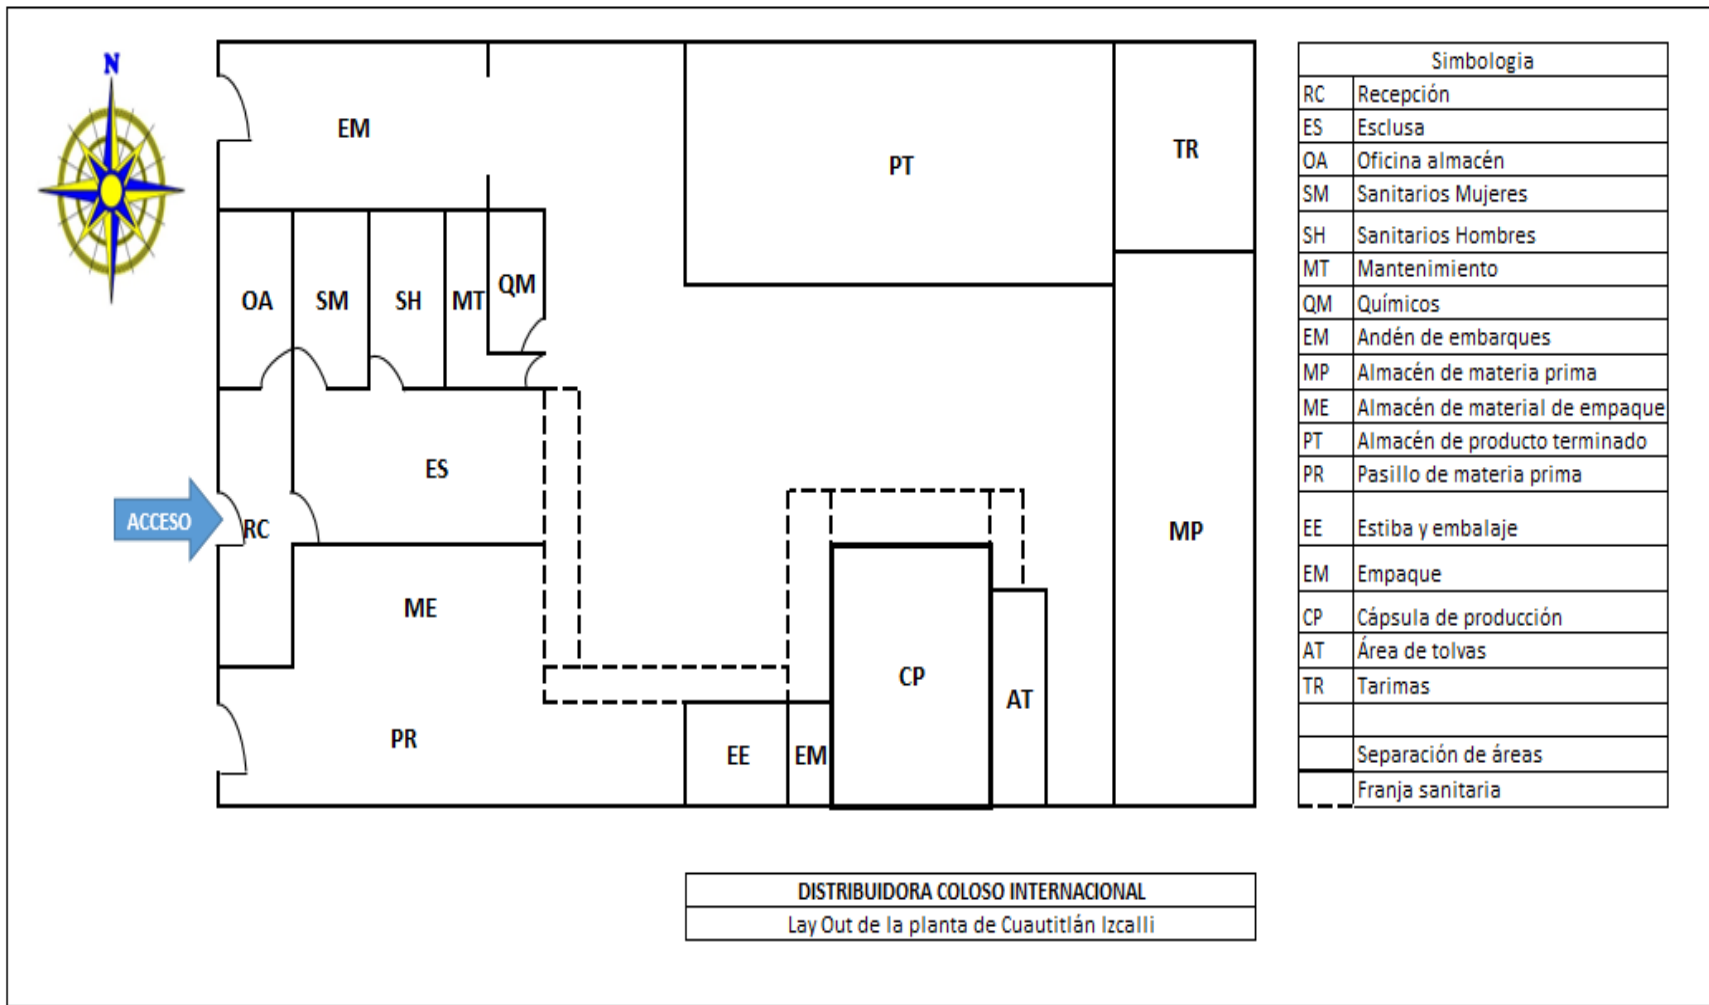 N
EM
PT
TR
OA
SM
SH
MT
QM
ES
ACCESO
RC
MP
ME
CP
AT
PR
EE
EM
Simbologia
RC Recepción
ES Esclusa
OA Oficina almacén
SM Sanitarios Mujeres
SH Sanitarios Hombres
MT Mantenimiento
QM Químicos
EM Andén de embarques
MP Almacén de materia prima
ME Almacén de material de empaque
PT Almacén de producto terminado
PR Pasillo de materia prima
EE Estiba y embalaje
EM Empaque
CP Cápsula de producción
AT Área de tolvas
TR Tarimas
Separación de áreas
Franja sanitaria
DISTRIBUIDORA COLOSO INTERNACIONAL
Lay Out de la planta de Cuautitlán Izcalli